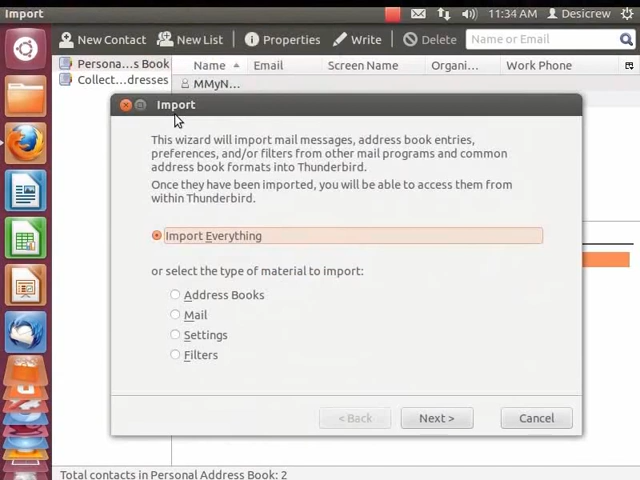 Import
11:34 AM
Desicrew
New Contact
New List
Properties
Write
Delete
Name or Email
Persona...s Book
Collect...dresses
Name
Email
Screen Name
Organi...
Work Phone
MMyN...
Import
This wizard will import mail messages, address book entries,
preferences, and/or filters from other mail programs and common
address book formats into Thunderbird.
Once they have been imported, you will be able to access them from
within Thunderbird.
Import Everything
or select the type of material to import:
Address Books
Mail
Settings
Filters
< Back
Next >
Cancel
Total contacts in Personal Address Book: 2